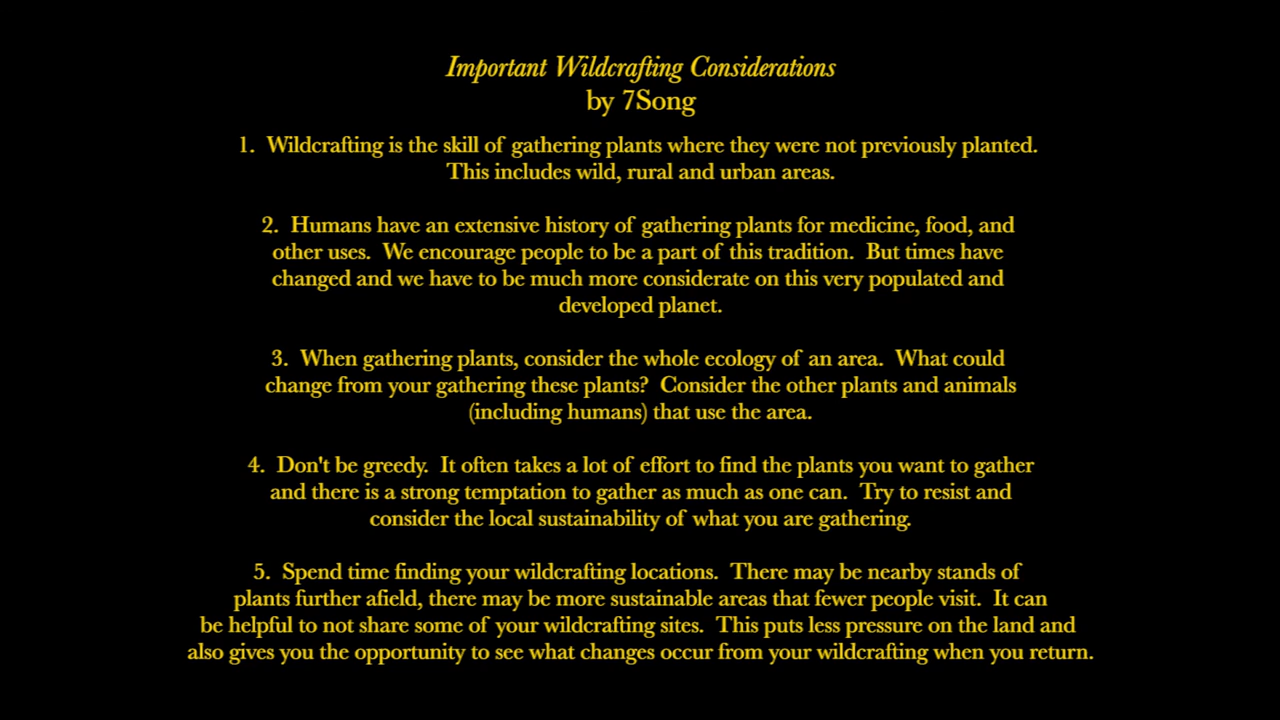 Important Wildcrafting Considerations
by 7Song
1. Wildcrafting is the skill of gathering plants where they were not previously planted.
This includes wild, rural and urban areas.
2. Humans have an extensive history of gathering plants for medicine, food, and
other uses. We encourage people to be a part of this tradition. But times have
changed and we have to be much more considerate on this very populated and
developed planet.
3. When gathering plants, consider the whole ecology of an area. What could
change from your gathering these plants? Consider the other plants and animals
(including humans) that use the area.
4. Don't be greedy. It often takes a lot of effort to find the plants you want to gather
and there is a strong temptation to gather as much as one can. Try to resist and
consider the local sustainability of what you are gathering.
5. Spend time finding your wildcrafting locations. There may be nearby stands of
plants further afield, there may be more sustainable areas that fewer people visit. It can
be helpful to not share some of your wildcrafting sites. This puts less pressure on the land and
also gives you the opportunity to see what changes occur from your wildcrafting when you return.